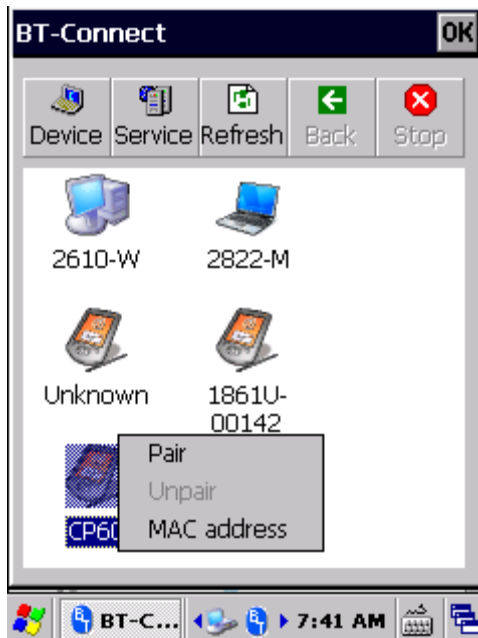 BT-Connect OK
Device Service Refresh Back Stop
2610-W 2822-M
Unknown 1861U-
00142
Pair
Unpair
CP60 MAC address
BT-C... 7:41 AM